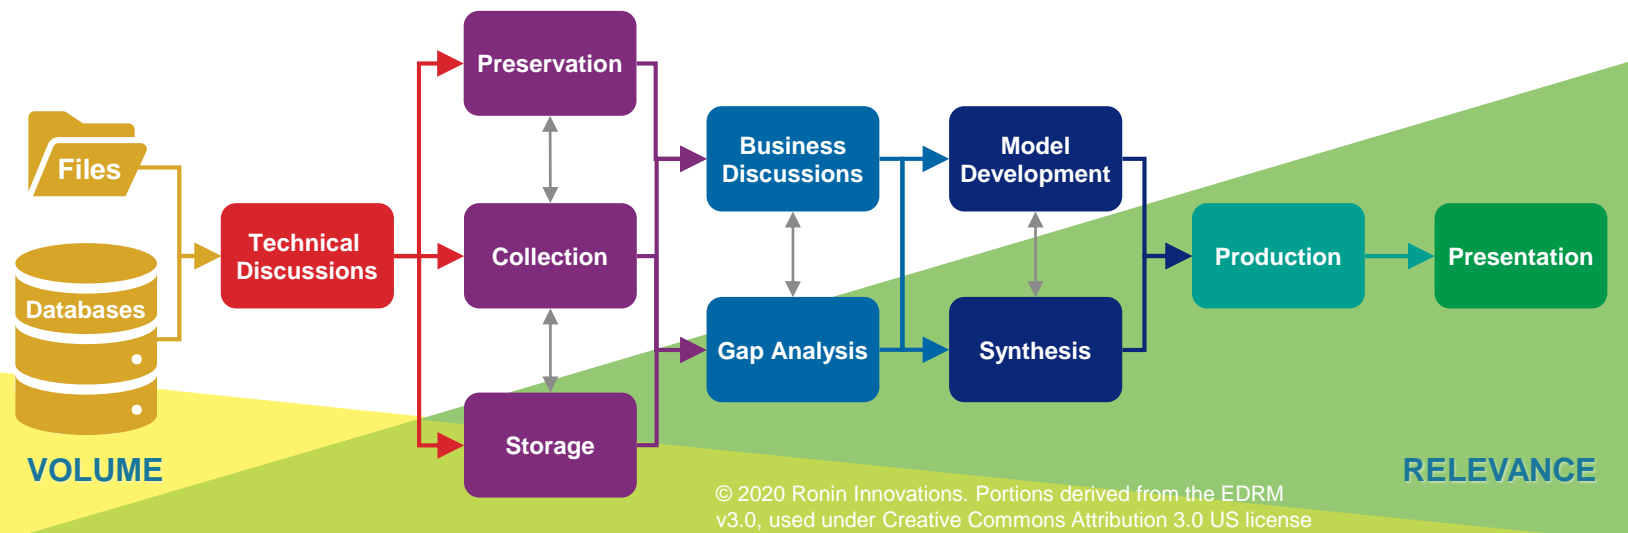 Files
Databases
Technical
Discussions
Preservation
Collection
Storage
Business
Discussions
Gap Analysis
Model
Development
Synthesis
Production
Presentation
VOLUME
RELEVANCE
© 2020 Ronin Innovations. Portions derived from the EDRM
v3.0, used under Creative Commons Attribution 3.0 US license